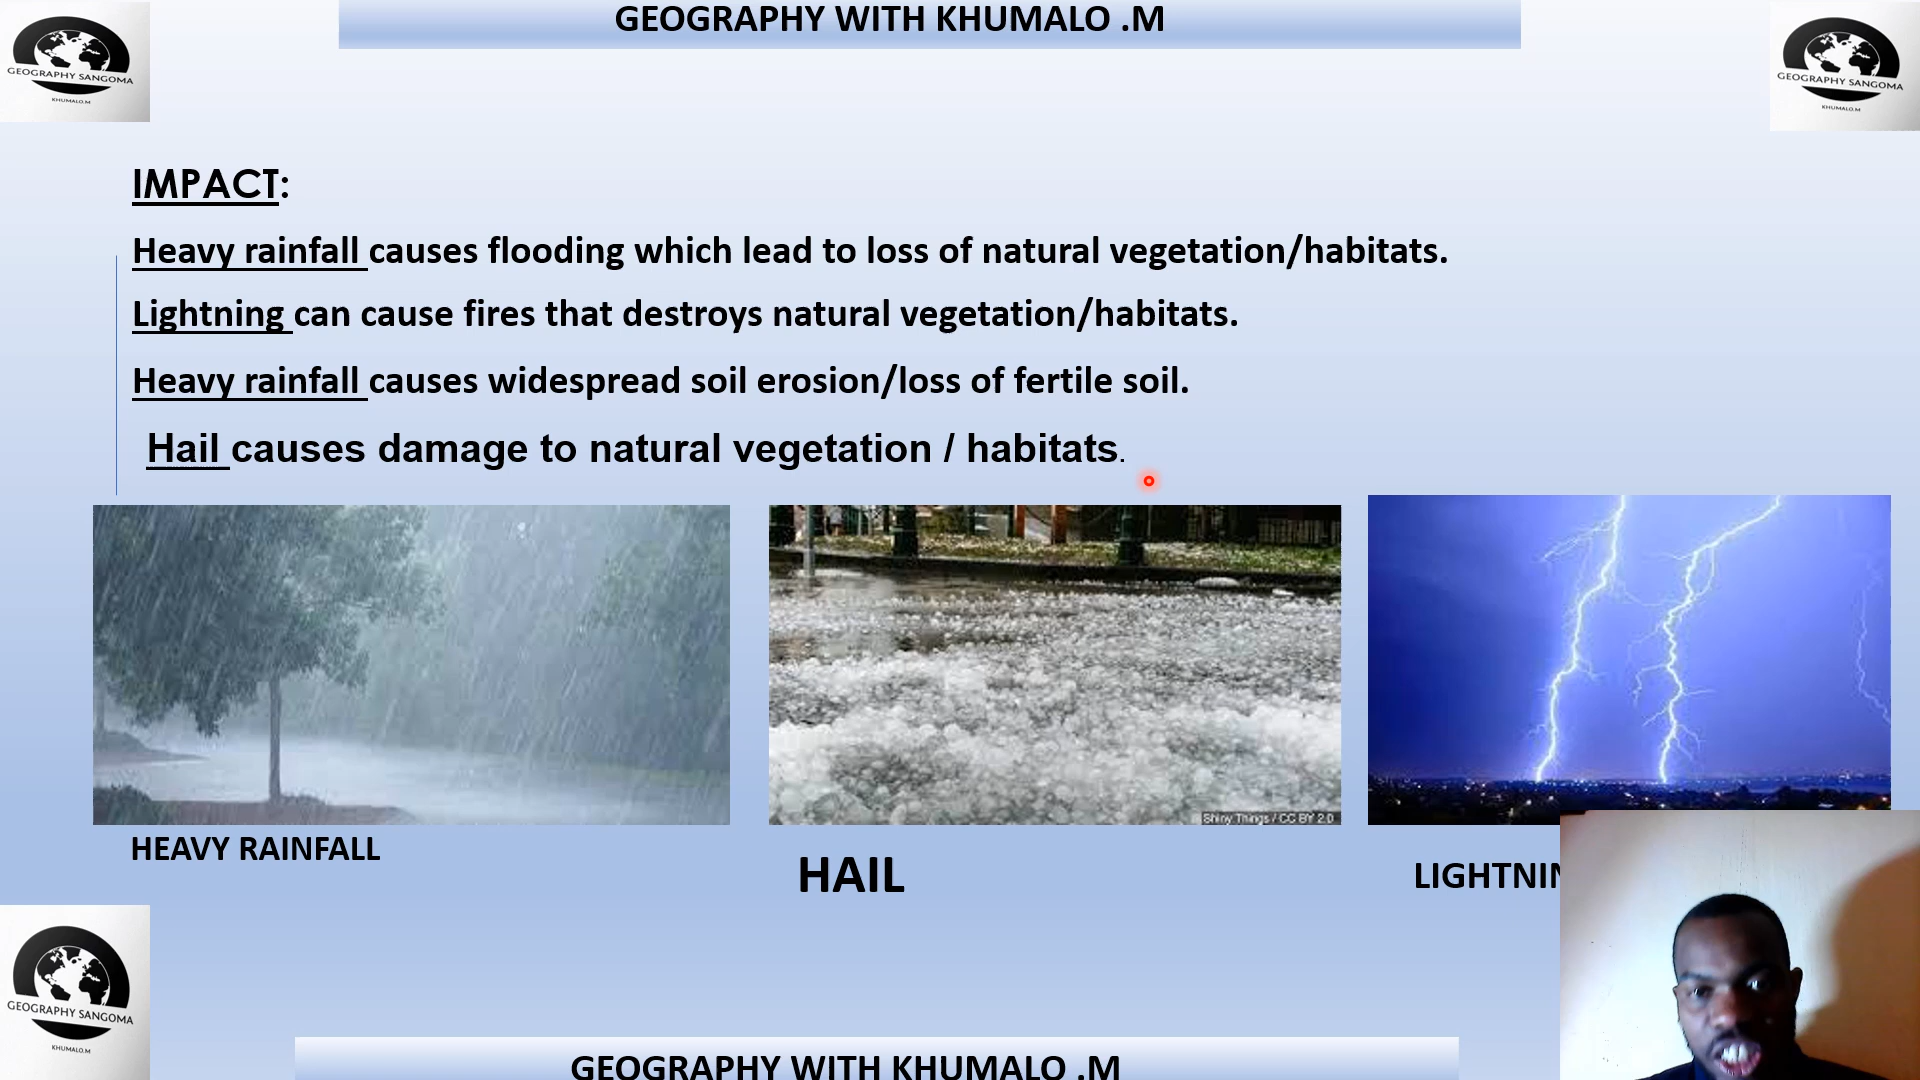 GEOGRAPHY WITH KHUMALO .M
GEOGRAPHY SANGOMA
KHUMALO.M
GEOGRAPHY SANGOMA
KHUMALO.M
IMPACT:
Heavy rainfall causes flooding which lead to loss of natural vegetation/habitats.
Lightning can cause fires that destroys natural vegetation/habitats.
Heavy rainfall causes widespread soil erosion/loss of fertile soil.
Hail causes damage to natural vegetation / habitats.
Shiny Things / CC BY 2.0
HEAVY RAINFALL
HAIL
LIGHTNIN
GEOGRAPHY SANGOMA
KHUMALO.M
GEOGRAPHY WITH KHUMALO .M